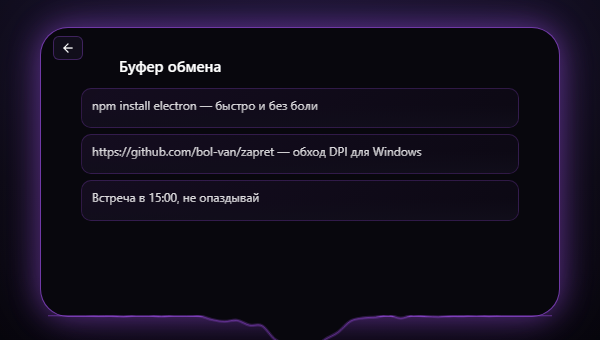 Буфер обмена
npm install electron — быстро и без боли
https://github.com/bol-van/zapret — обход DPI для Windows
Встреча в 15:00, не опаздывай